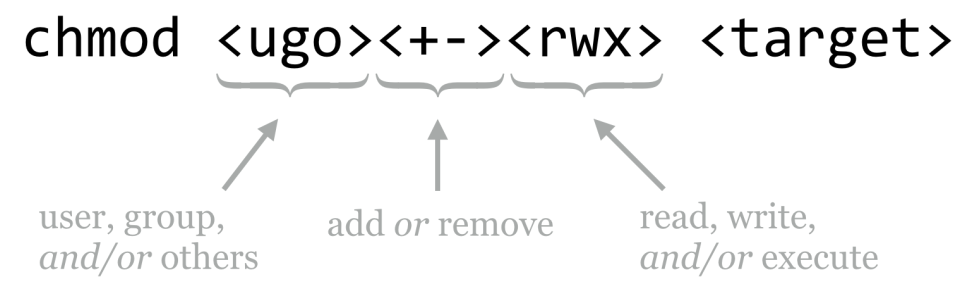 chmod <ugo><+-><rwx> <target>
user, group,
and/or others
add or remove
read, write,
and/or execute